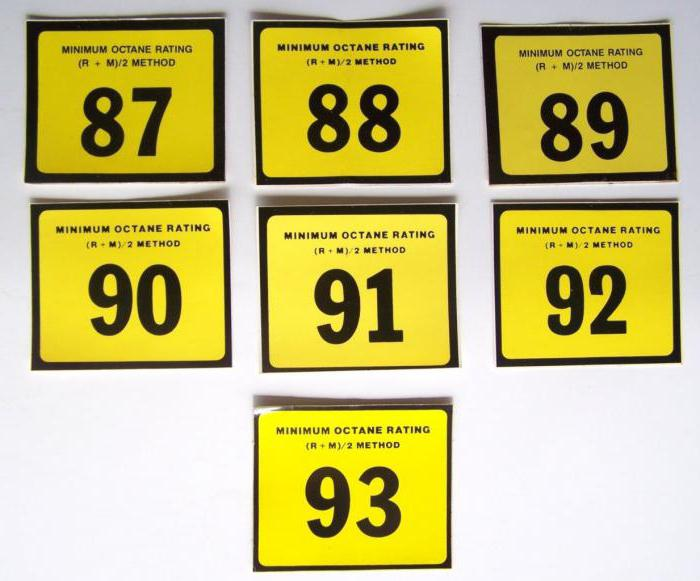 MINIMUM OCTANE RATING
(R + M)/2 METHOD
87
MINIMUM OCTANE RATING
(R + M)/2 METHOD
88
MINIMUM OCTANE RATING
(R + M)/2 METHOD
89
MINIMUM OCTANE RATING
(R + M)/2 METHOD
90
MINIMUM OCTANE RATING
(R + M)/2 METHOD
91
MINIMUM OCTANE RATING
(R + M)/2 METHOD
92
MINIMUM OCTANE RATING
(R + M)/2 METHOD
93